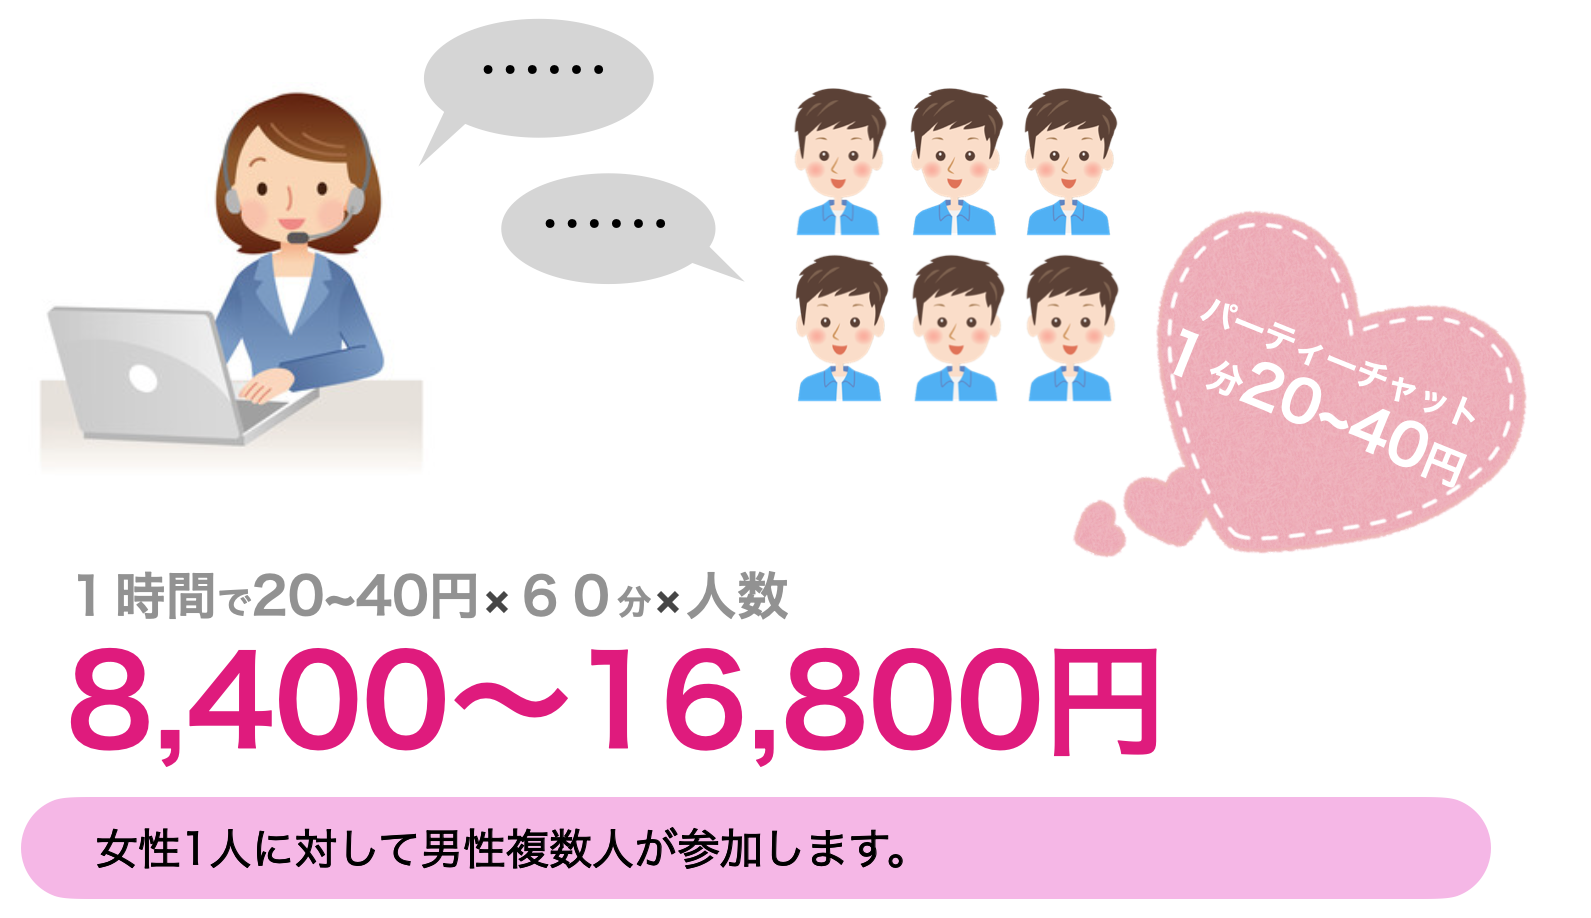 ・・・・・・
・・・・・・
パーティーチャット
1分20~40円
１時間で20~40円×６０分×人数
8,400〜16,800円
女性1人に対して男性複数人が参加します。